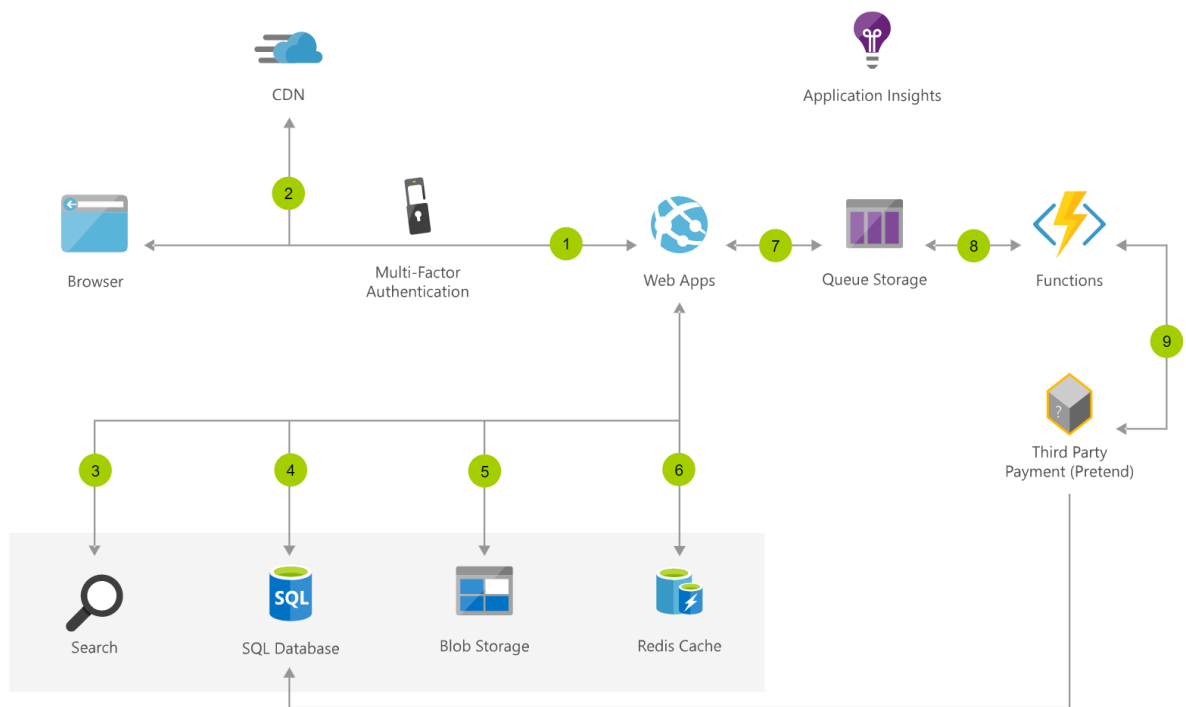 CDN
Application Insights
2
1
7
8
Browser
Multi-Factor
Authentication
Web Apps
Queue Storage
Functions
9
?
Third Party
Payment (Pretend)
3
4
5
6
SQL
Search
SQL Database
Blob Storage
Redis Cache